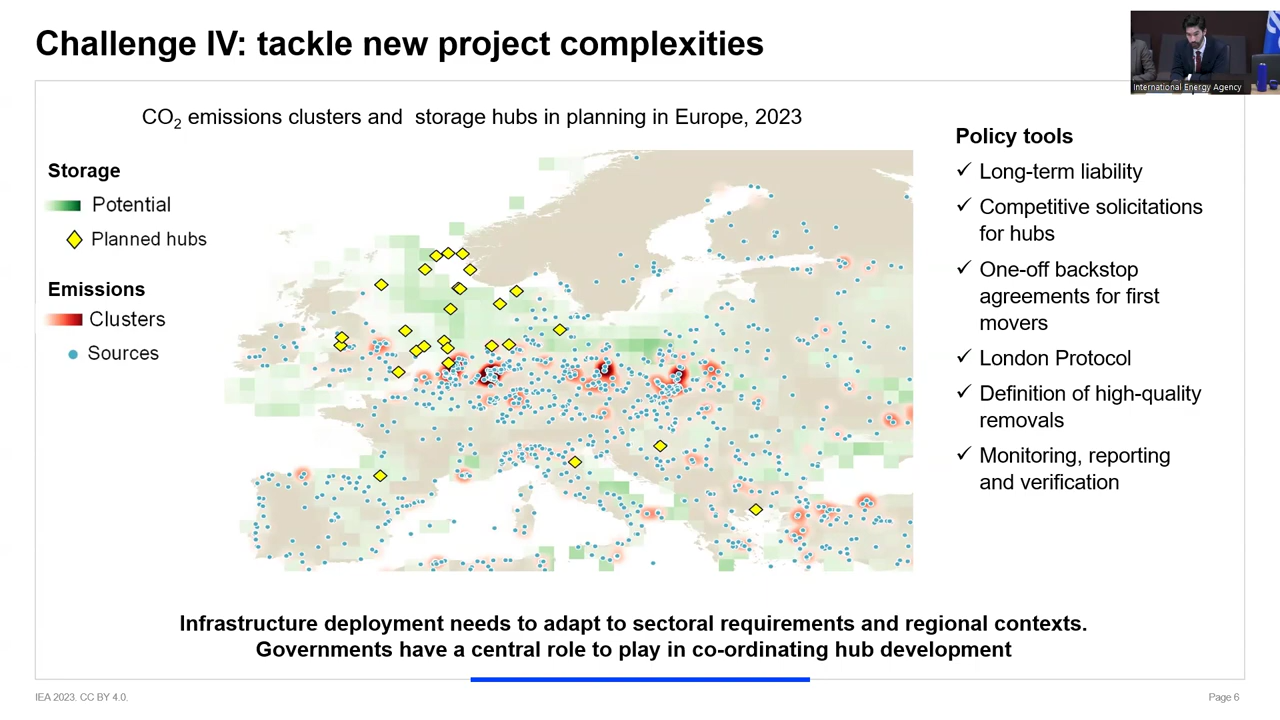 Challenge IV: tackle new project complexities
International Energy Agency
CO2 emissions clusters and storage hubs in planning in Europe, 2023
Storage
Potential
Planned hubs
Emissions
Clusters
Sources
Policy tools
✓ Long-term liability
✓ Competitive solicitations
for hubs
✓ One-off backstop
agreements for first
movers
✓ London Protocol
✓ Definition of high-quality
removals
✓ Monitoring, reporting
and verification
Infrastructure deployment needs to adapt to sectoral requirements and regional contexts.
Governments have a central role to play in co-ordinating hub development
IEA 2023. CC BY 4.0.
Page 6